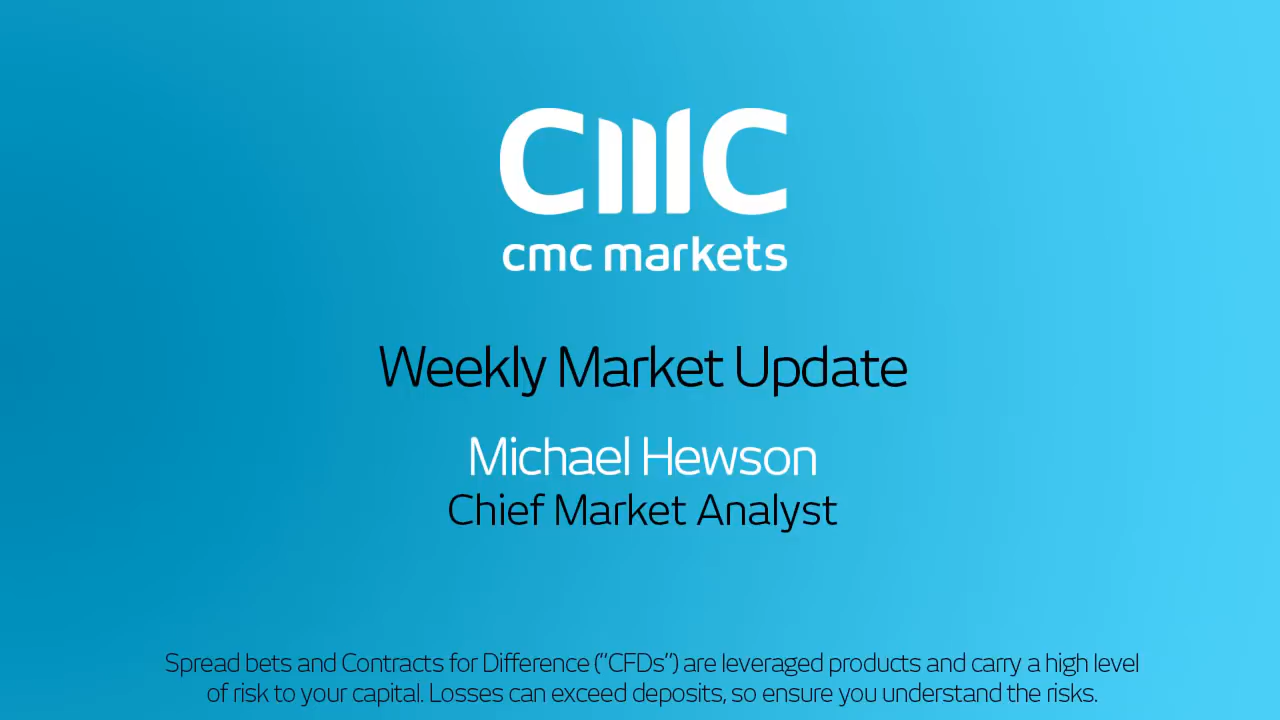 CMC
cmc markets
Weekly Market Update
Michael Hewson
Chief Market Analyst
Spread bets and Contracts for Difference ("CFDs") are leveraged products and carry a high level
of risk to your capital. Losses can exceed deposits, so ensure you understand the risks.